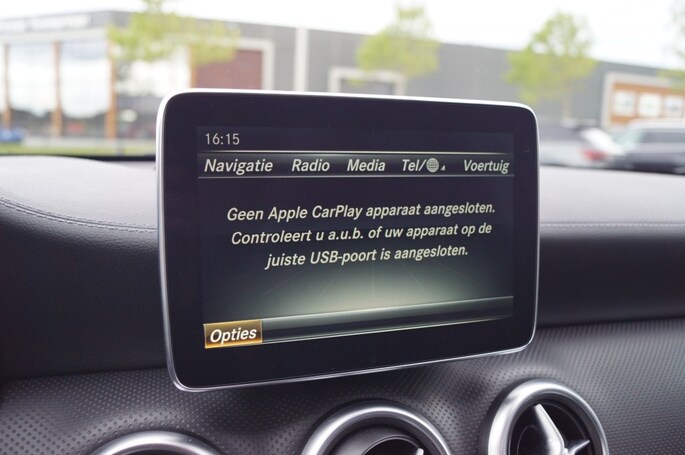 16:15
Navigatie Radio Media Tel/ Voertuig
Geen Apple CarPlay apparaat aangesloten.
Controleert u a.u.b. of uw apparaat op de
juiste USB-poort is aangesloten.
Opties